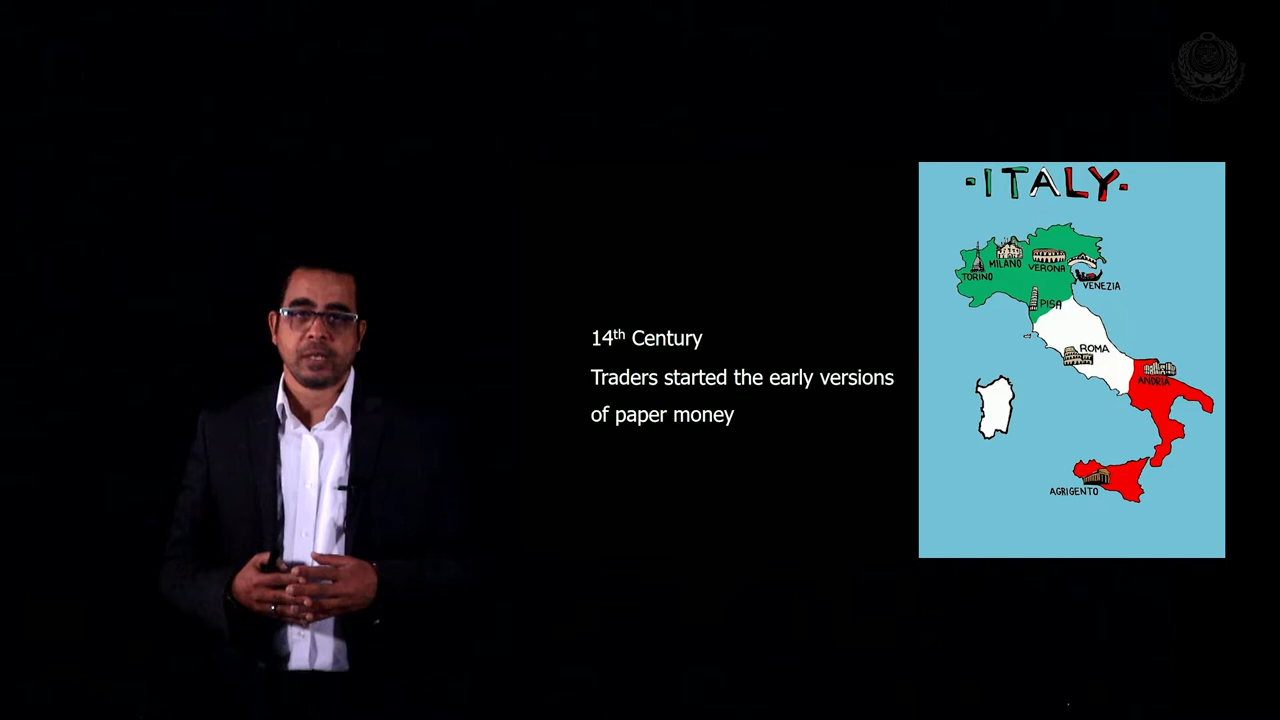 14th Century
Traders started the early versions
of paper money
·ITALY·
MILANO
VERONA
TORINO
VENEZIA
PISA
ROMA
ANDRIA
AGRIGENTO